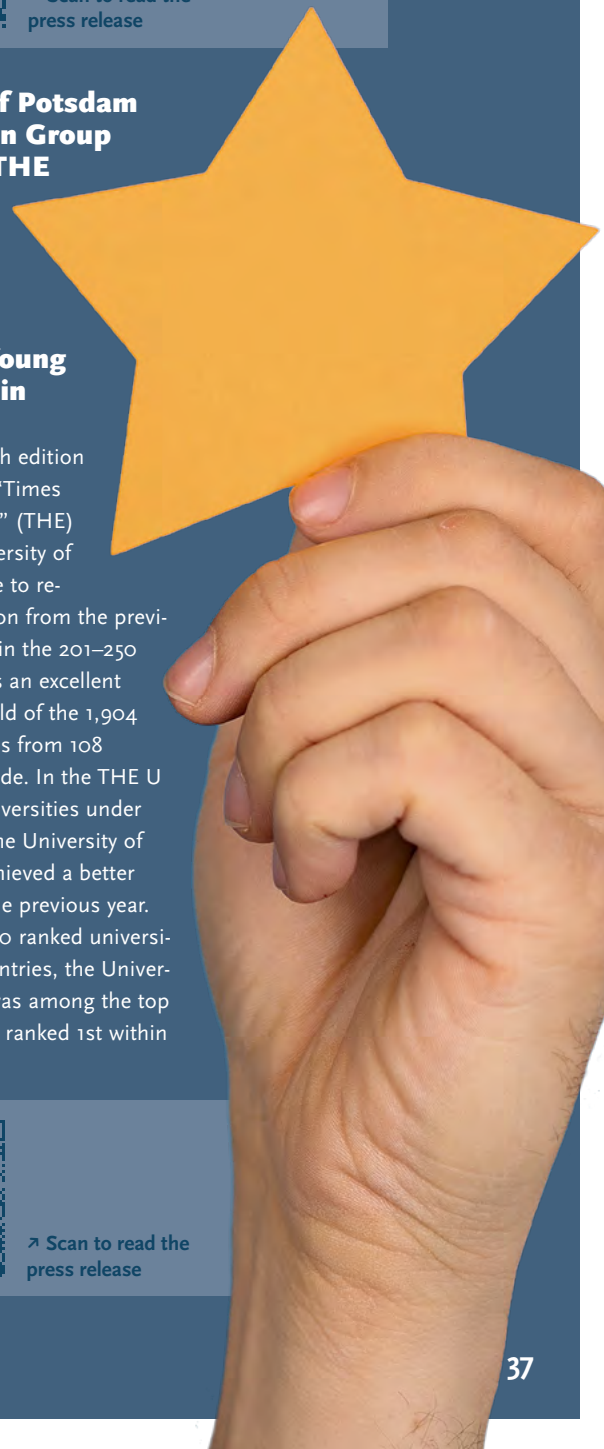 press release
f Potsdam
n Group
THE
oung
in
h edition
“Times
” (THE)
ersity of
e to re-
on from the previ-
in the 201–250
s an excellent
ld of the 1,904
s from 108
de. In the THE U
versities under
ne University of
hieved a better
e previous year.
0 ranked universi-
ntries, the Univer-
was among the top
ranked 1st within
↗ Scan to read the
press release
37